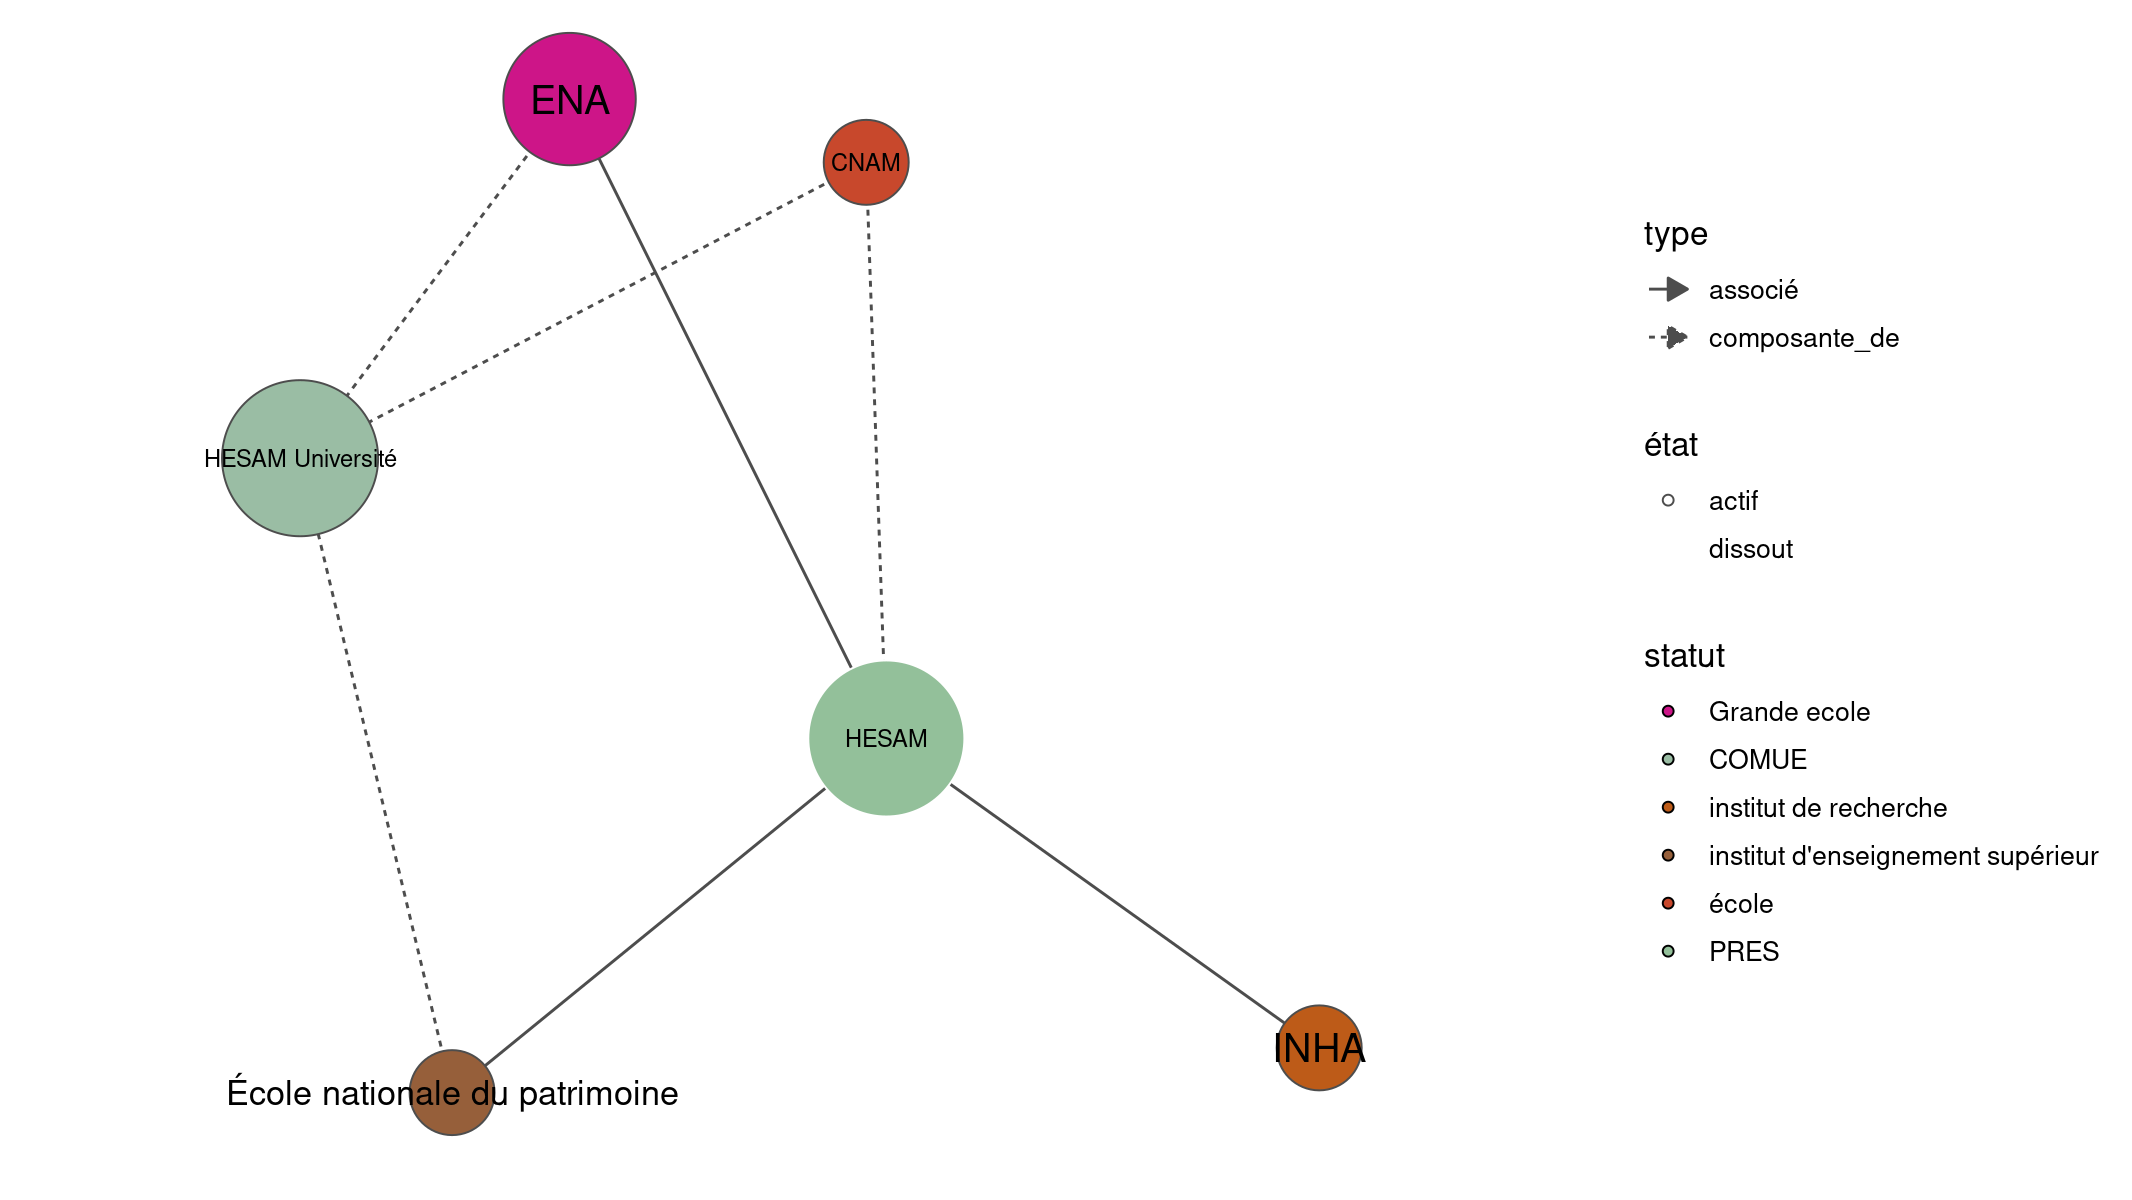 ENA
CNAM
HESAM Université
HESAM
INHA
École nationale du patrimoine
type
associé
composante_de
état
actif
dissout
statut
Grande ecole
COMUE
institut de recherche
institut d'enseignement supérieur
école
PRES